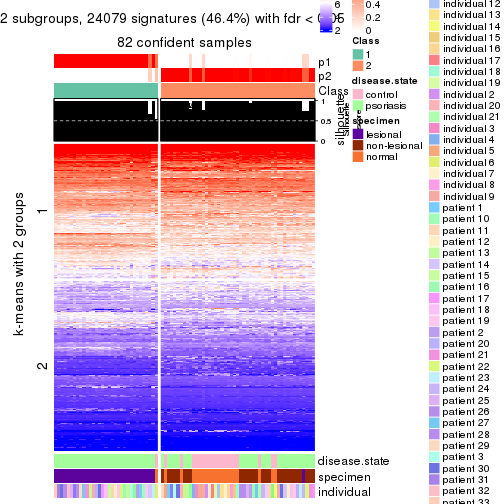 2 subgroups, 24079 signatures (46.4%) with fdr < 0.05
82 confident samples
p1
p2
Class
1
0.5
0
silhouette
k-means with 2 groups
1
2
disease.state
specimen
individual
6
2
0.4
0
Class
1
2
disease.state
control
psoriasis
specimen
lesional
non-lesional
normal
individual 12
individual 13
individual 14
individual 15
individual 16
individual 17
individual 18
individual 19
individual 2
individual 20
individual 21
individual 3
individual 4
individual 5
individual 6
individual 7
individual 8
individual 9
patient 1
patient 10
patient 11
patient 12
patient 13
patient 14
patient 15
patient 16
patient 17
patient 18
patient 19
patient 2
patient 20
patient 21
patient 22
patient 23
patient 24
patient 25
patient 26
patient 27
patient 28
patient 29
patient 3
patient 30
patient 31
patient 32
patient 33